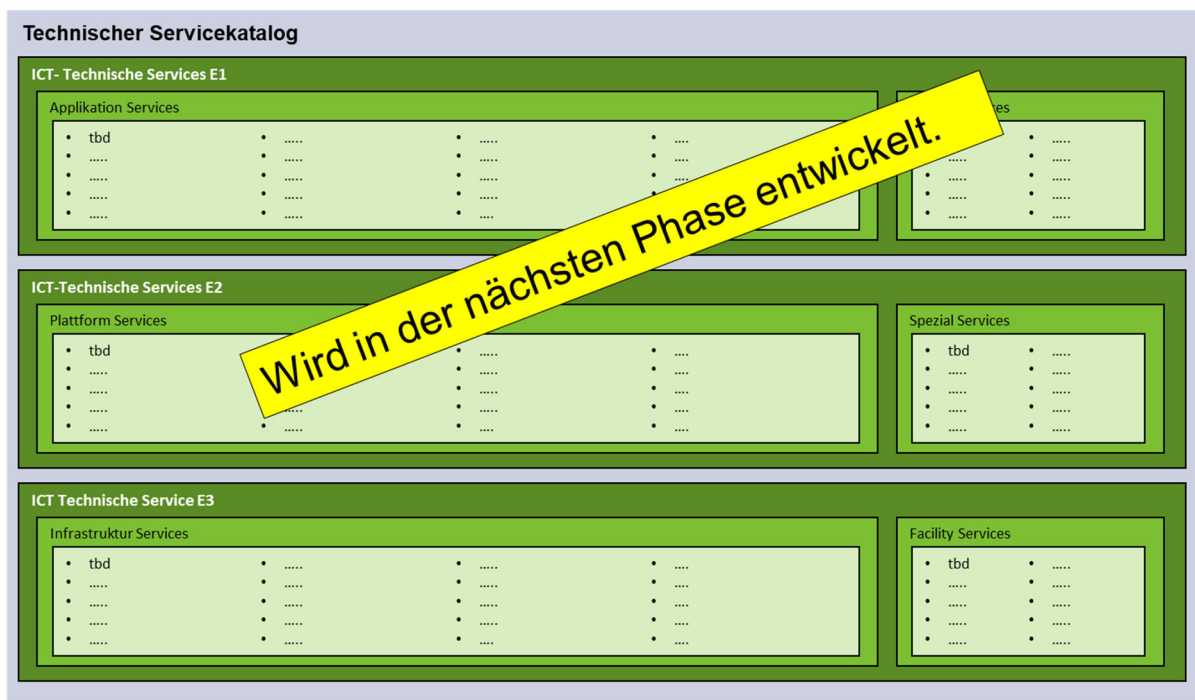 Technischer Servicekatalog
ICT- Technische Services E1
Applikation Services
• tbd • ..... • ..... • ....
• ..... • ..... • .....
• ..... • ..... • .....
• ..... • ..... • .....
• ..... • ..... • ....
• ..... • .....
• ..... • .....
• ..... • .....
• ..... • .....
Wird in der nächsten Phase entwickelt.
ICT-Technische Services E2
Plattform Services
• tbd • ..... • ....
• ..... • ..... • ....
• ..... • ..... • ....
• ..... • ..... • ..... • ....
• ..... • ..... • .... • ....
Spezial Services
• tbd • .....
• ..... • .....
• ..... • .....
• ..... • .....
• ..... • .....
ICT Technische Service E3
Infrastruktur Services
• tbd • ..... • ..... • ....
• ..... • ..... • ..... • ....
• ..... • ..... • ..... • ....
• ..... • ..... • ..... • ....
• ..... • ..... • .... • ....
Facility Services
• tbd • .....
• ..... • .....
• ..... • .....
• ..... • .....
• ..... • .....